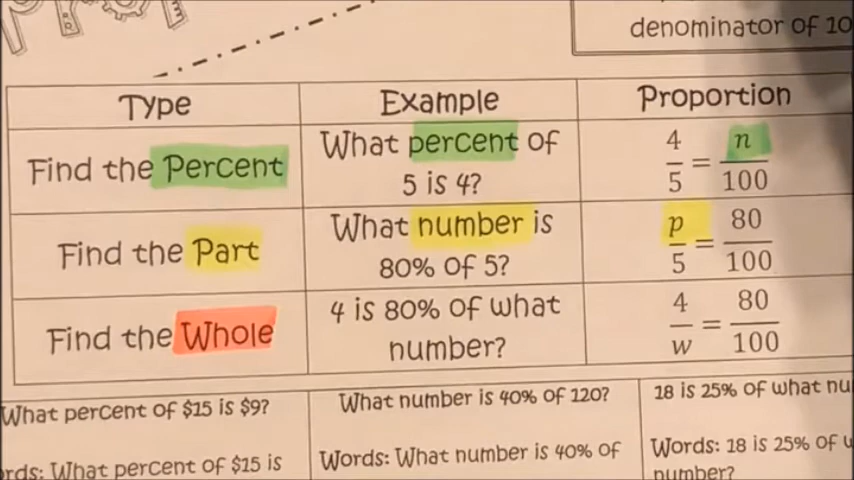 denominator of 10
Type
Example
Proportion
Find the Percent
What percent of
5 is 4?
4/5 = n/100
Find the Part
What number is
80% of 5?
p/5 = 80/100
Find the Whole
4 is 80% of what
number?
4/w = 80/100
What percent of $15 is $9?
What number is 40% of 120?
18 is 25% of what nu
rds: What percent of $15 is
Words: What number is 40% of
Words: 18 is 25% of
number?